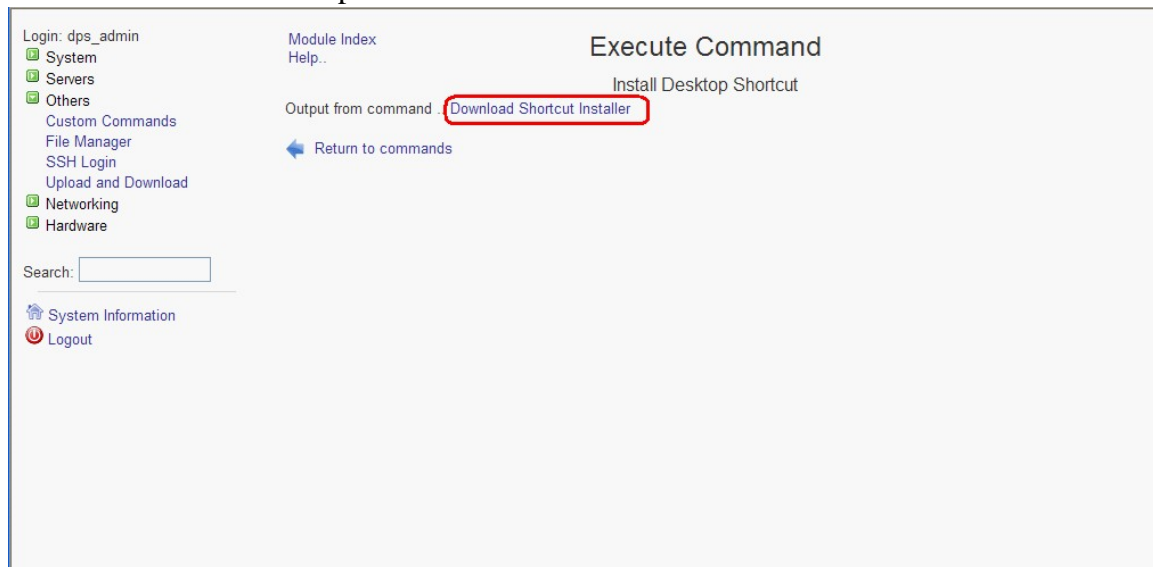 Login: dps_admin
System
Servers
Others
Custom Commands
File Manager
SSH Login
Upload and Download
Networking
Hardware
Search:
System Information
Logout
Module Index
Help..
Execute Command
Install Desktop Shortcut
Output from command .. Download Shortcut Installer
Return to commands